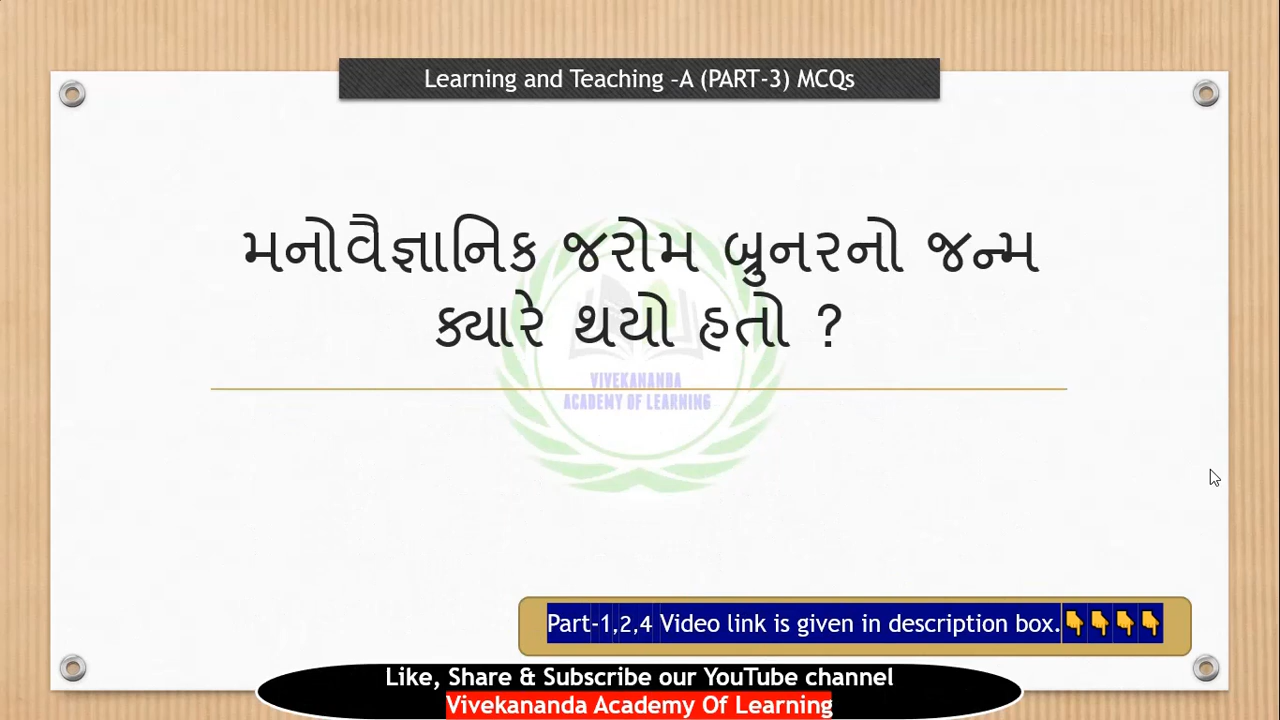 Learning and Teaching -A (PART-3) MCQs
મનોવૈજ્ઞાનિક જરોમ બ્રુનરનો જન્મ
ક્યારે થયો હતો ?
VIVEKANANDA
ACADEMY OF LEARNING
Part-1,2,4 Video link is given in description box.👇👇👇👇
Like, Share & Subscribe our YouTube channel
Vivekananda Academy Of Learning